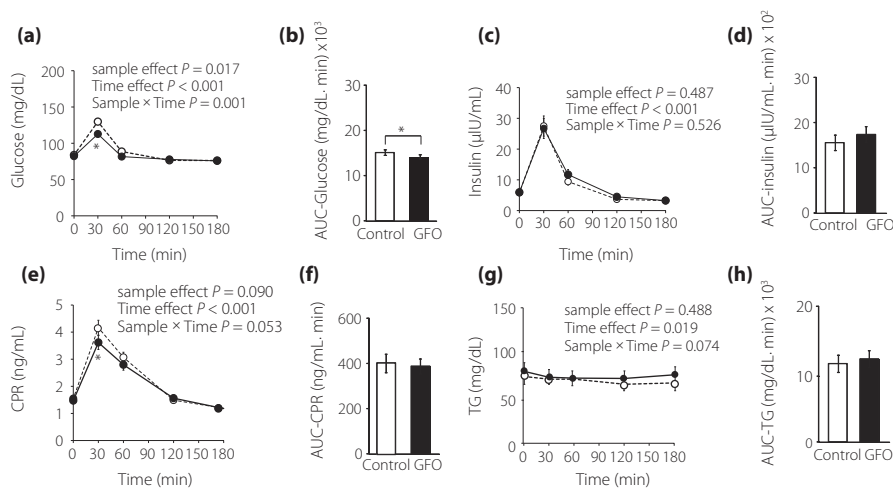 (a)
sample effect P = 0.017
Time effect P < 0.001
Sample × Time P = 0.001
Glucose (mg/dL)
200
150
100
50
0
*
0 30 60 90 120 150 180
Time (min)
(b)
AUC-Glucose (mg/dL· min) x10³
30
20
10
0
*
Control GFO
(c)
sample effect P = 0.487
Time effect P < 0.001
Sample × Time P = 0.526
Insulin (μIU/mL)
40
30
20
10
0
0 30 60 90 120 150 180
Time (min)
(d)
AUC-insulin (μIU/mL· min) x 10²
30
20
10
0
Control GFO
(e)
sample effect P = 0.090
Time effect P < 0.001
Sample × Time P = 0.053
CPR (ng/mL)
5
4
3
2
1
0
*
0 30 60 90 120 150 180
Time (min)
(f)
AUC-CPR (ng/mL· min)
600
400
200
0
Control GFO
(g)
sample effect P = 0.488
Time effect P = 0.019
Sample × Time P = 0.074
TG (mg/dL)
150
100
75
50
0
0 30 60 90 120 150 180
Time (min)
(h)
AUC-TG (mg/dL· min) x 10³
20
10
0
Control GFO